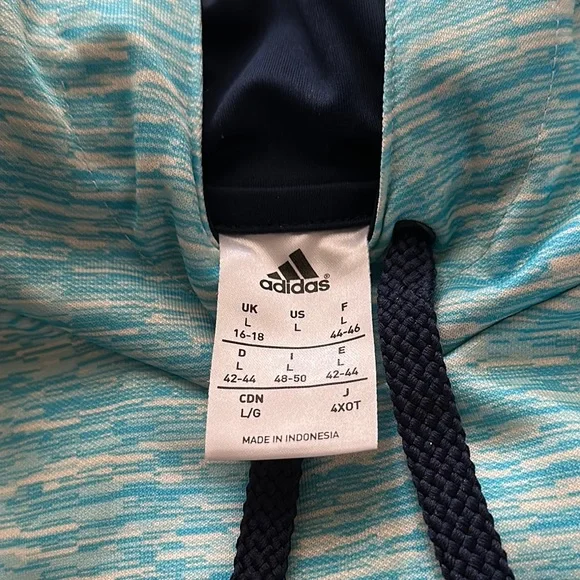 adidas®
UK US F
L L L
16-18 44-46
D I E
L L L
42-44 48-50 42-44
CDN J
L/G 4XOT
MADE IN INDONESIA